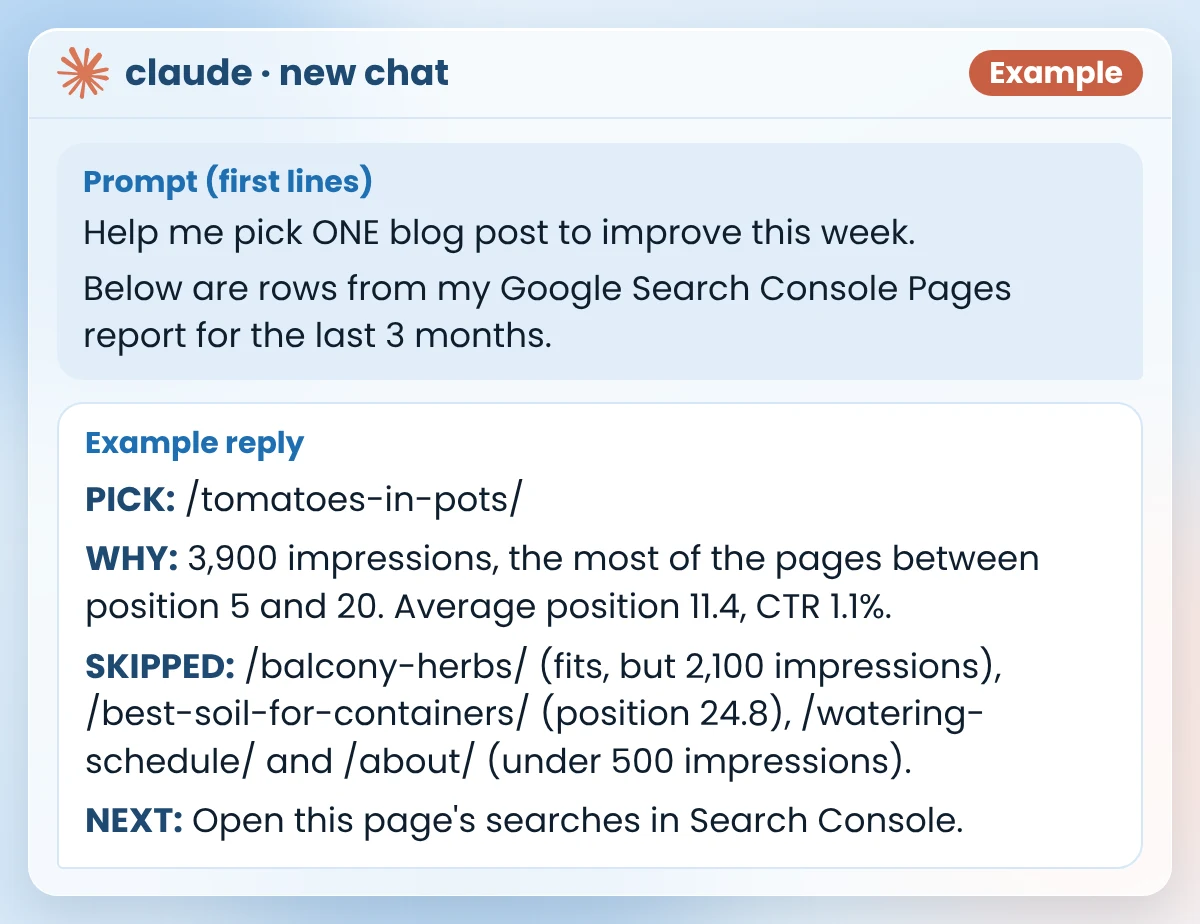 claude · new chat
Example
Prompt (first lines)
Help me pick ONE blog post to improve this week.
Below are rows from my Google Search Console Pages
report for the last 3 months.
Example reply
PICK: /tomatoes-in-pots/
WHY: 3,900 impressions, the most of the pages between
position 5 and 20. Average position 11.4, CTR 1.1%.
SKIPPED: /balcony-herbs/ (fits, but 2,100 impressions),
/best-soil-for-containers/ (position 24.8), /watering-
schedule/ and /about/ (under 500 impressions).
NEXT: Open this page's searches in Search Console.